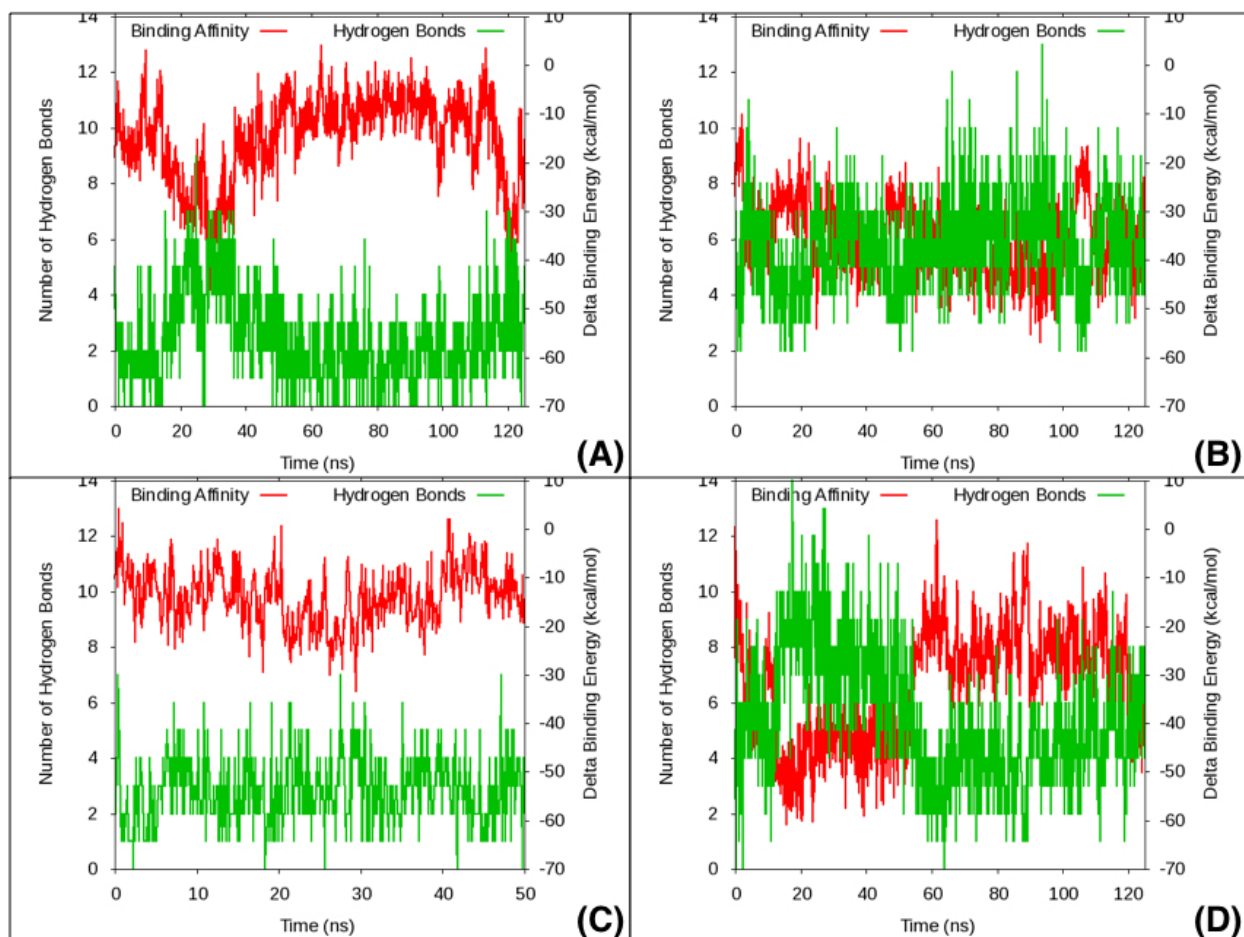 14 Binding Affinity Hydrogen Bonds 10
12 0
10 -10
8 -20
-30
6 -40
4 -50
2 -60
0 -70
Number of Hydrogen Bonds
Delta Binding Energy (kcal/mol)
0 20 40 60 80 100 120
Time (ns)
(A)
14 Binding Affinity Hydrogen Bonds 10
12 0
10 -10
8 -20
-30
6 -40
4 -50
2 -60
0 -70
Number of Hydrogen Bonds
Delta Binding Energy (kcal/mol)
0 20 40 60 80 100 120
Time (ns)
(B)
14 Binding Affinity Hydrogen Bonds 10
12 0
10 -10
8 -20
-30
6 -40
4 -50
2 -60
0 -70
Number of Hydrogen Bonds
Delta Binding Energy (kcal/mol)
0 10 20 30 40 50
Time (ns)
(C)
14 Binding Affinity Hydrogen Bonds 10
12 0
10 -10
8 -20
-30
6 -40
4 -50
2 -60
0 -70
Number of Hydrogen Bonds
Delta Binding Energy (kcal/mol)
0 20 40 60 80 100 120
Time (ns)
(D)